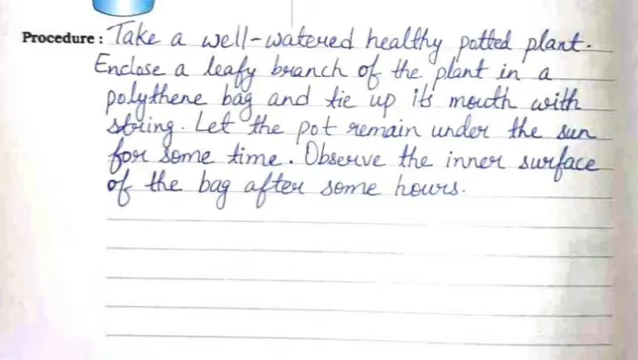 Procedure : Take a well-watered healthy potted plant.
Enclose a leafy branch of the plant in a
polythene bag and tie up its mouth with
string. Let the pot remain under the sun
for some time. Observe the inner surface
of the bag after some hours.